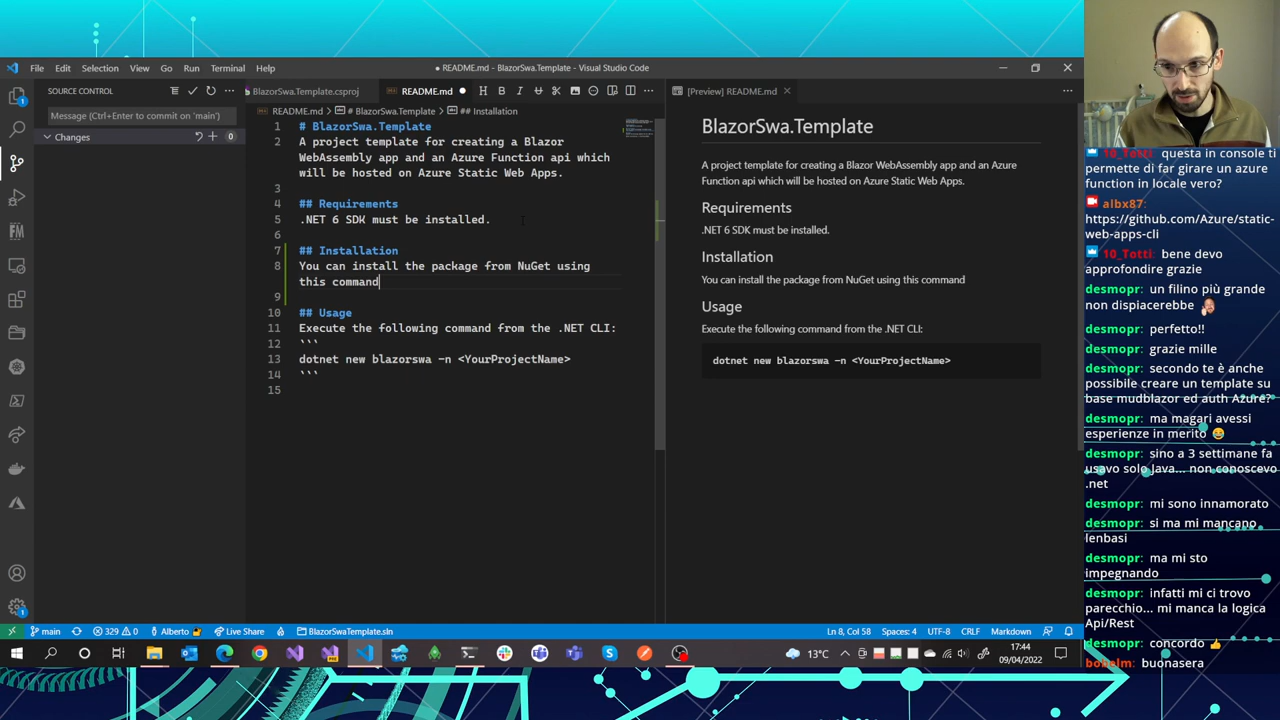 File Edit Selection View Go Run Terminal Help
● README.md - BlazorSwa.Template - Visual Studio Code
SOURCE CONTROL
Message (Ctrl+Enter to commit on 'main')
Changes
0
BlazorSwa.Template.csproj
README.md ●
README.md > # BlazorSwa.Template > ## Installation
1 # BlazorSwa.Template
2 A project template for creating a Blazor
WebAssembly app and an Azure Function api which
will be hosted on Azure Static Web Apps.
3
4 ## Requirements
5 .NET 6 SDK must be installed.
6
7 ## Installation
8 You can install the package from NuGet using
this command
9
10 ## Usage
11 Execute the following command from the .NET CLI:
12 ```
13 dotnet new blazorswa -n <YourProjectName>
14 ```
15
[Preview] README.md
BlazorSwa.Template
A project template for creating a Blazor WebAssembly app and an Azure
Function api which will be hosted on Azure Static Web Apps.
Requirements
.NET 6 SDK must be installed.
Installation
You can install the package from NuGet using this command
Usage
Execute the following command from the .NET CLI:
dotnet new blazorswa -n <YourProjectName>
10_Totti: questa in console ti
permette di far girare un azure
function in locale vero?
albx87:
https://github.com/Azure/static-
web-apps-cli
10_Totti: bene devo
approfondire grazie
desmopr: un filino più grande
non dispiacerebbe
desmopr: perfetto!!
desmopr: grazie mille
desmopr: secondo te è anche
possibile creare un template su
base mudblazor ed auth Azure?
desmopr: ma magari avessi
esperienze in merito 😅
desmopr: sino a 3 settimane fa
usavo solo Java... non conoscevo
.net
desmopr: mi sono innamorato
desmopr: si ma mi mancano
lenbasi
desmopr: ma mi sto
impegnando
desmopr: infatti mi ci trovo
parecchio... mi manca la logica
Api/Rest
desmopr: concordo 👍
bobolm: buonasera
main
329 0
Alberto
Live Share
BlazorSwaTemplate.sln
Ln 8, Col 58 Spaces: 4 UTF-8 CRLF Markdown
13°C
17:44
09/04/2022